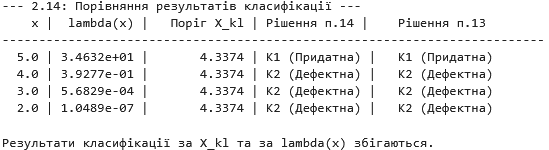 --- 2.14: Порівняння результатів класифікації ---
x | lambda(x) | Поріг X_kl | Рішення п.14 | Рішення п.13
------------------------------------------------------------------------
5.0 | 3.4632e+01 | 4.3374 | K1 (Придатна) | K1 (Придатна)
4.0 | 3.9277e-01 | 4.3374 | K2 (Дефектна) | K2 (Дефектна)
3.0 | 5.6829e-04 | 4.3374 | K2 (Дефектна) | K2 (Дефектна)
2.0 | 1.0489e-07 | 4.3374 | K2 (Дефектна) | K2 (Дефектна)
Результати класифікації за X_kl та за lambda(x) збігаються.